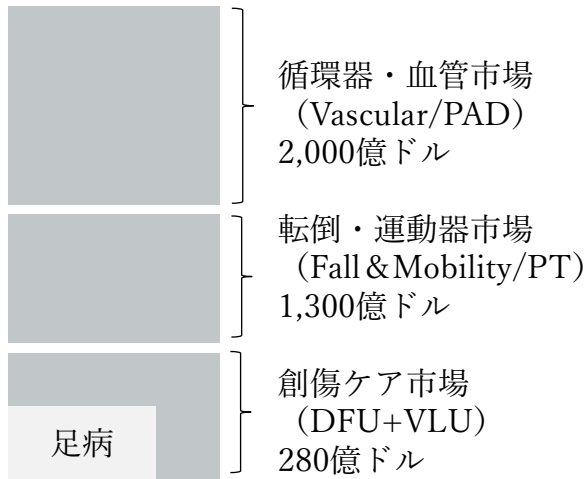 循環器・血管市場
（Vascular/PAD）
2,000億ドル
転倒・運動器市場
（Fall＆Mobility/PT）
1,300億ドル
創傷ケア市場
（DFU+VLU）
280億ドル
足病